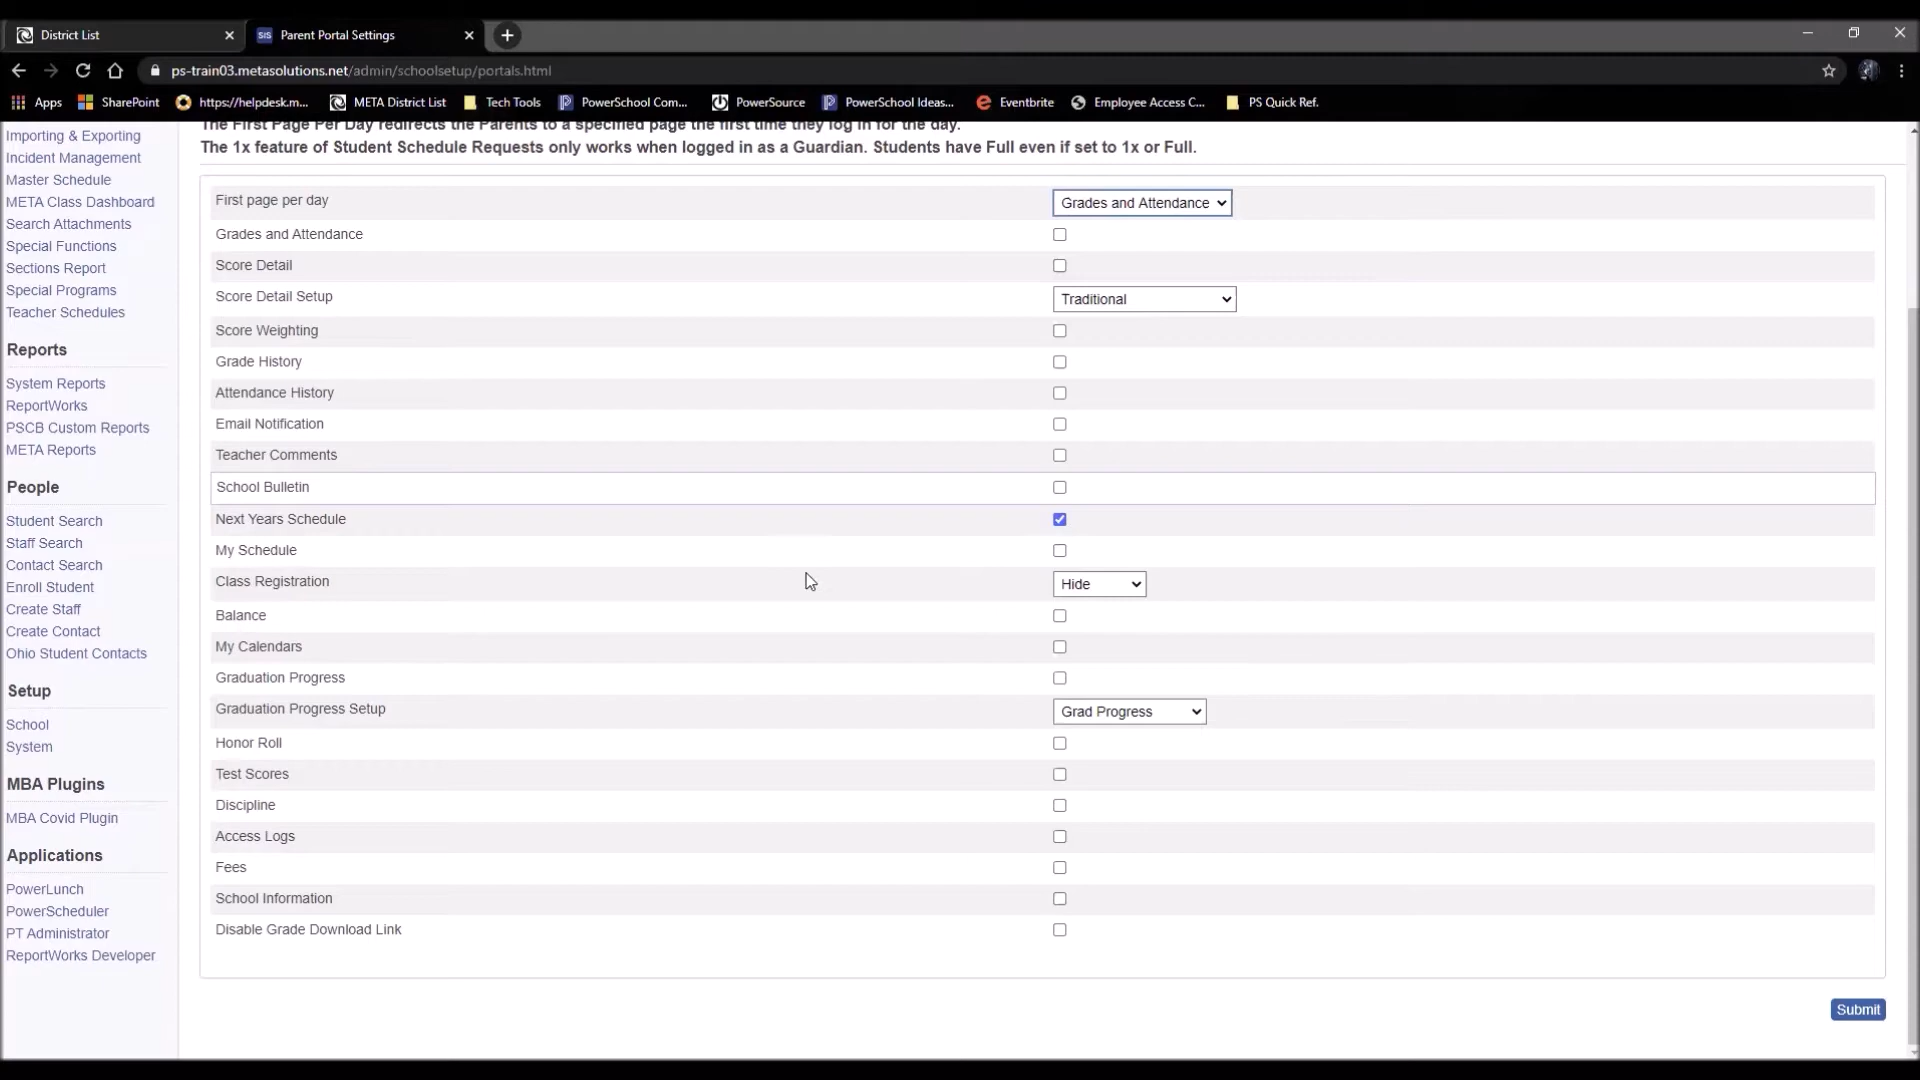 District List
SIS Parent Portal Settings
ps-train03.metasolutions.net/admin/schoolsetup/portals.html
Apps SharePoint https://helpdesk.m... META District List Tech Tools PowerSchool Com... PowerSource PowerSchool Ideas... Eventbrite Employee Access C... PS Quick Ref.
The First Page Per Day redirects the Parents to a specified page the first time they log in for the day.
The 1x feature of Student Schedule Requests only works when logged in as a Guardian. Students have Full even if set to 1x or Full.
Importing & Exporting
Incident Management
Master Schedule
META Class Dashboard
Search Attachments
Special Functions
Sections Report
Special Programs
Teacher Schedules
Reports
System Reports
ReportWorks
PSCB Custom Reports
META Reports
People
Student Search
Staff Search
Contact Search
Enroll Student
Create Staff
Create Contact
Ohio Student Contacts
Setup
School
System
MBA Plugins
MBA Covid Plugin
Applications
PowerLunch
PowerScheduler
PT Administrator
ReportWorks Developer
First page per day Grades and Attendance
Grades and Attendance
Score Detail
Score Detail Setup Traditional
Score Weighting
Grade History
Attendance History
Email Notification
Teacher Comments
School Bulletin
Next Years Schedule
My Schedule
Class Registration Hide
Balance
My Calendars
Graduation Progress
Graduation Progress Setup Grad Progress
Honor Roll
Test Scores
Discipline
Access Logs
Fees
School Information
Disable Grade Download Link
Submit